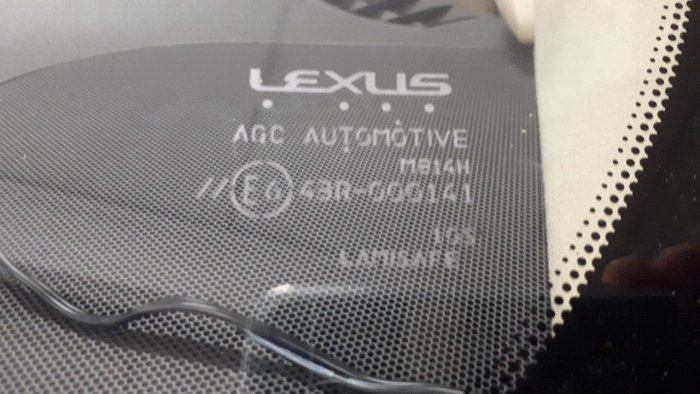 LEXUS
AGC AUTOMOTIVE
M814H
//E6 43R-000141
LAMISAFE